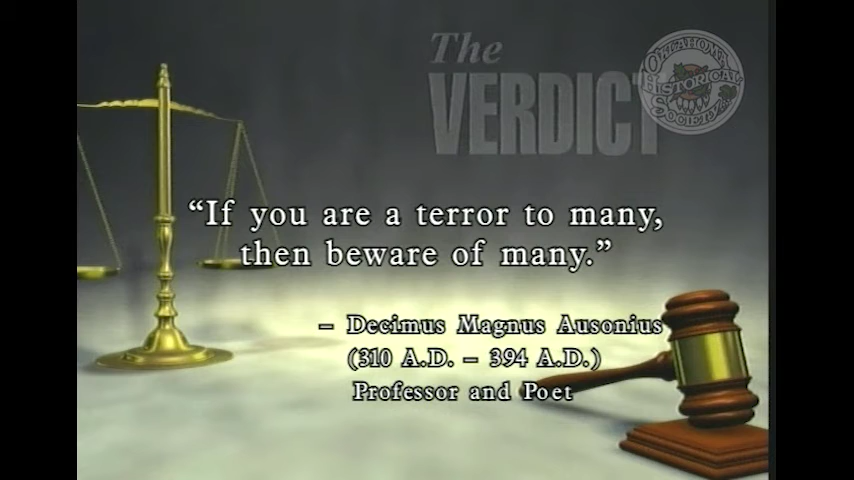 The
VERDICT
OKLAHOMA
HISTORICAL
SOCIETY
“If you are a terror to many,
then beware of many.”
– Decimus Magnus Ausonius
(310 A.D. – 394 A.D.)
Professor and Poet